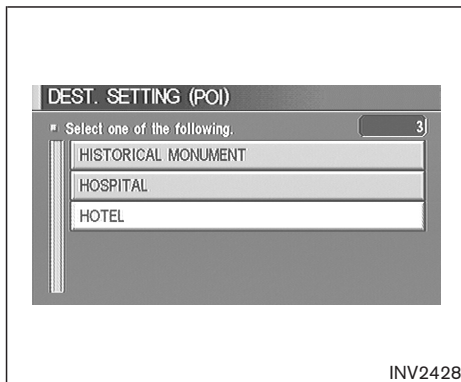 DEST. SETTING (POI)
Select one of the following.
3
HISTORICAL MONUMENT
HOSPITAL
HOTEL
INV2428